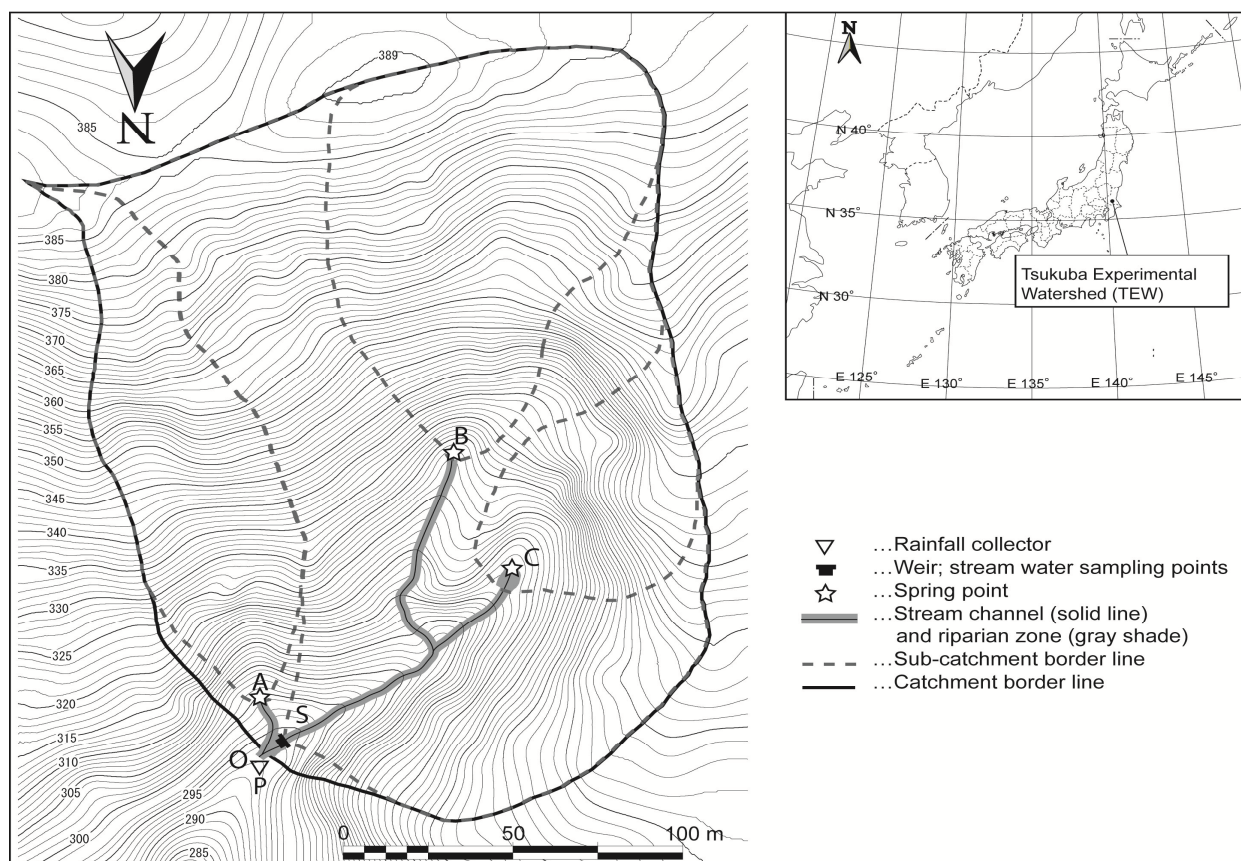 N
389
385
385
380
375
370
365
360
355
350
345
340
335
330
325
320
315
310
305
300
295
290
285
B
C
A
S
O
P
0 50 100 m
N
N 40°
N 35°
N 30°
E 125°
E 130°
E 135°
E 140°
E 145°
Tsukuba Experimental
Watershed (TEW)
...Rainfall collector
...Weir; stream water sampling points
...Spring point
...Stream channel (solid line)
and riparian zone (gray shade)
...Sub-catchment border line
...Catchment border line